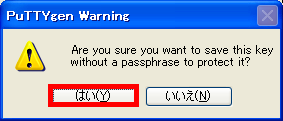 PuTTYgen Warning
Are you sure you want to save this key
without a passphrase to protect it?
はい(Y)
いいえ(N)